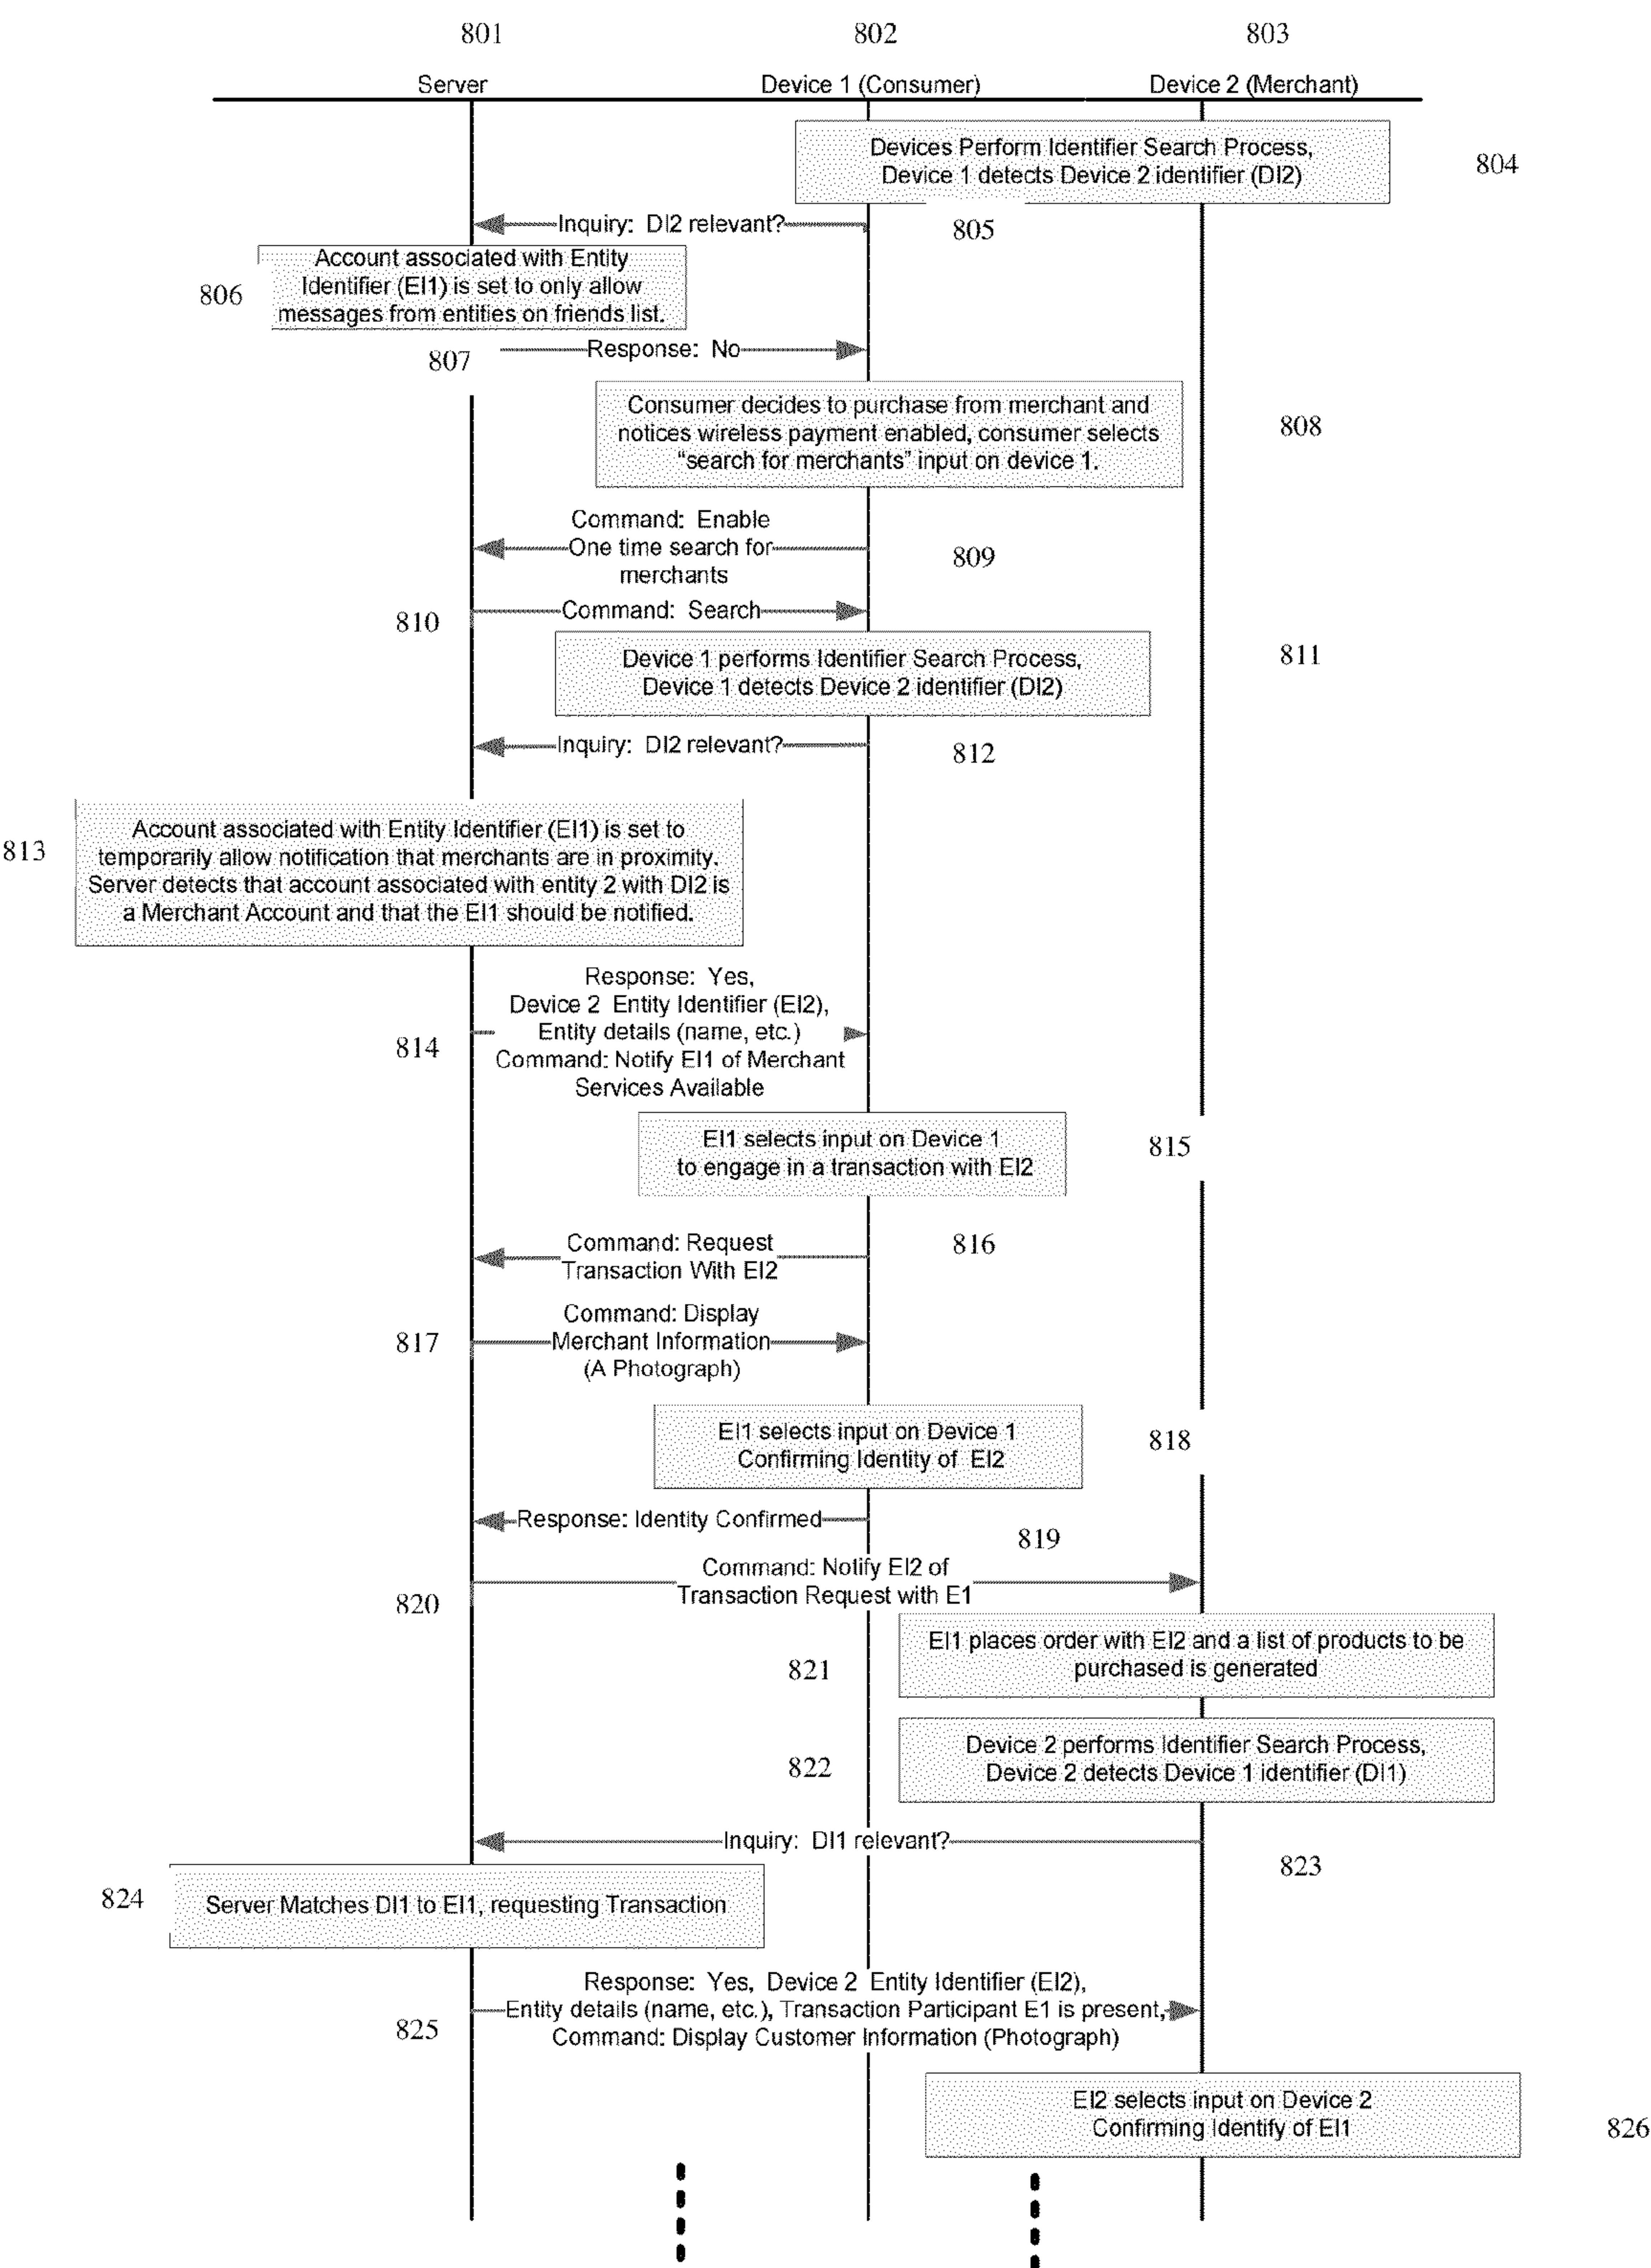 801
802
803
Server
Device 1 (Consumer)
Device 2 (Merchant)
Devices Perform Identifier Search Process,
Device 1 detects Device 2 identifier (DI2)
804
Inquiry: DI2 relevant?
805
Account associated with Entity
Identifier (EI1) is set to only allow
messages from entities on friends list.
806
Response: No
807
Consumer decides to purchase from merchant and
notices wireless payment enabled, consumer selects
“search for merchants” input on device 1.
808
Command: Enable
One time search for
merchants
809
Command: Search
810
Device 1 performs Identifier Search Process,
Device 1 detects Device 2 identifier (DI2)
811
Inquiry: DI2 relevant?
812
Account associated with Entity Identifier (EI1) is set to
temporarily allow notification that merchants are in proximity.
Server detects that account associated with entity 2 with DI2 is
a Merchant Account and that the EI1 should be notified.
813
Response: Yes,
Device 2 Entity Identifier (EI2),
Entity details (name, etc.)
Command: Notify EI1 of Merchant
Services Available
814
EI1 selects input on Device 1
to engage in a transaction with EI2
815
Command: Request
Transaction With EI2
816
Command: Display
Merchant Information
(A Photograph)
817
EI1 selects input on Device 1
Confirming Identity of EI2
818
Response: Identity Confirmed
819
Command: Notify EI2 of
Transaction Request with E1
820
EI1 places order with EI2 and a list of products to be
purchased is generated
821
Device 2 performs Identifier Search Process,
Device 2 detects Device 1 identifier (DI1)
822
Inquiry: DI1 relevant?
823
Server Matches DI1 to EI1, requesting Transaction
824
Response: Yes, Device 2 Entity Identifier (EI2),
Entity details (name, etc.), Transaction Participant E1 is present,
Command: Display Customer Information (Photograph)
825
EI2 selects input on Device 2
Confirming Identify of EI1
826